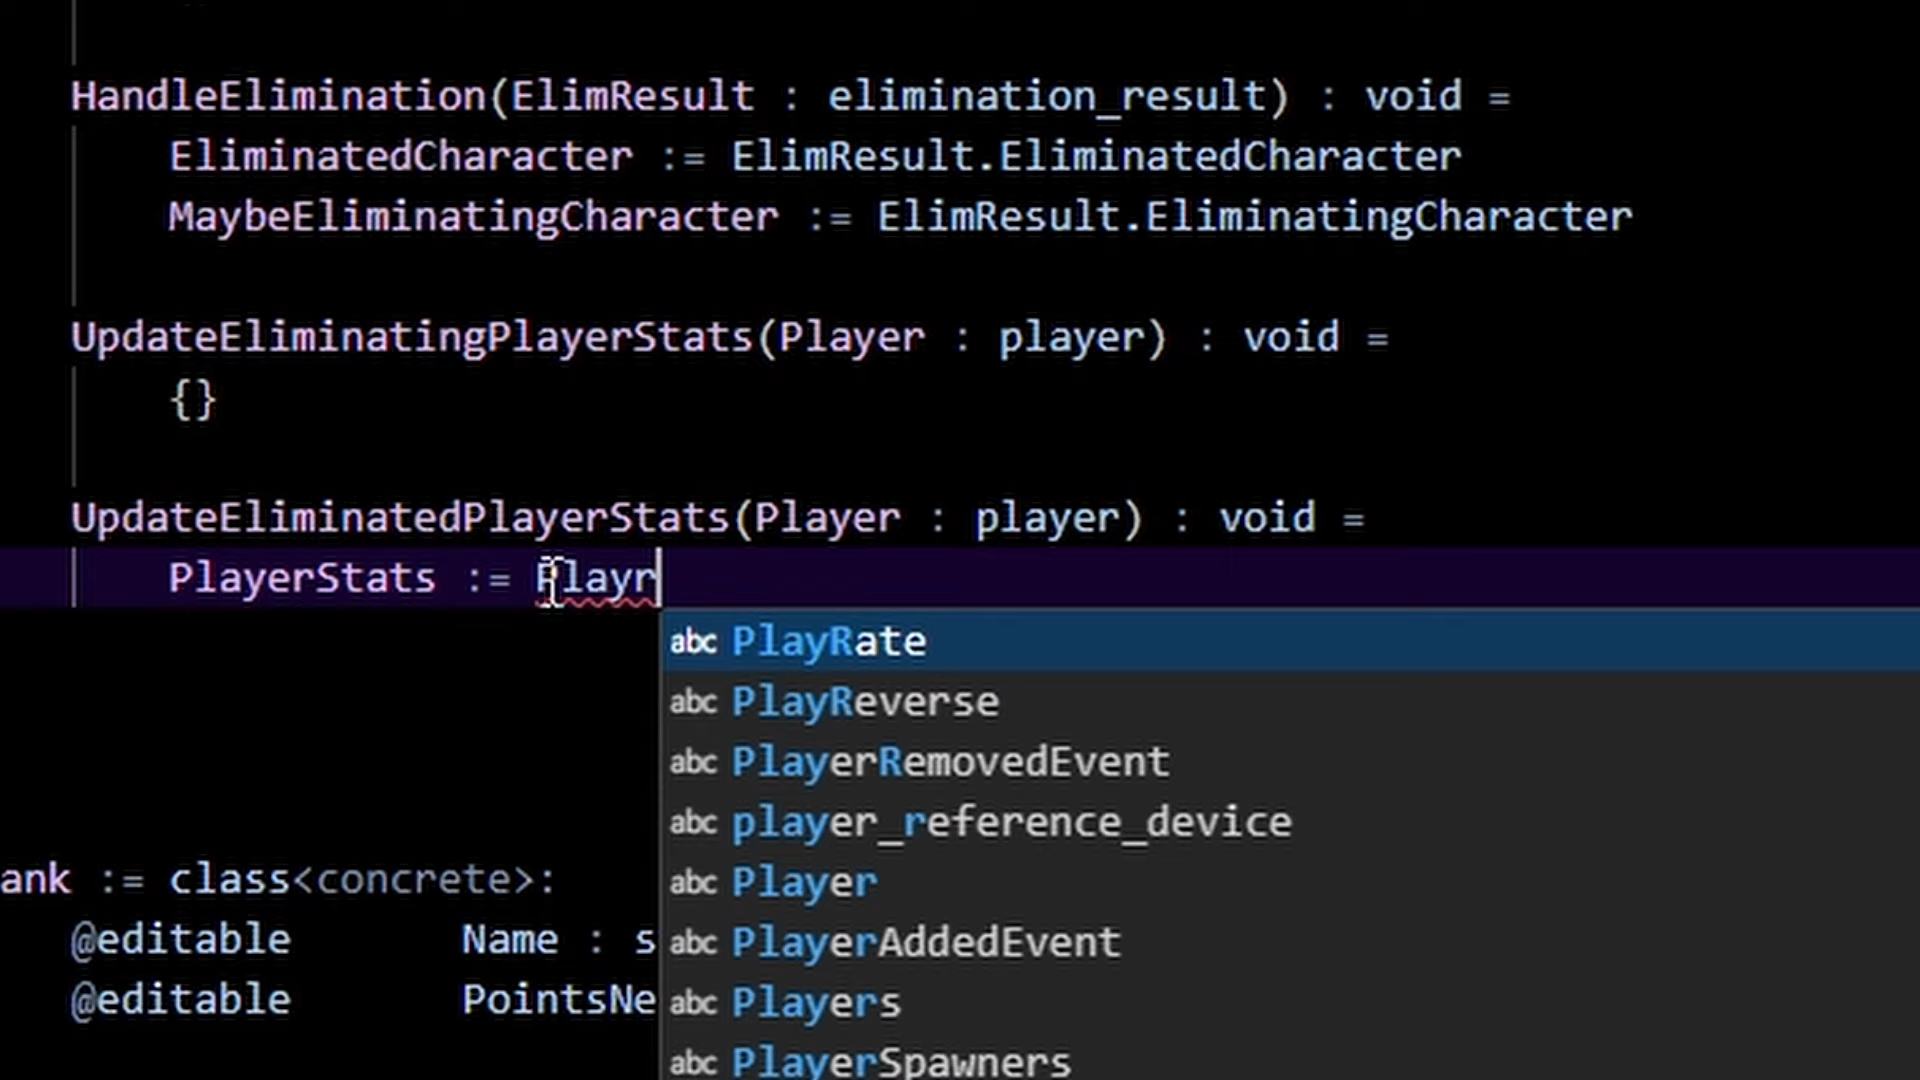 HandleElimination(ElimResult : elimination_result) : void =
EliminatedCharacter := ElimResult.EliminatedCharacter
MaybeEliminatingCharacter := ElimResult.EliminatingCharacter
UpdateEliminatingPlayerStats(Player : player) : void =
{}
UpdateEliminatedPlayerStats(Player : player) : void =
PlayerStats := Playr
abc PlayRate
abc PlayReverse
abc PlayerRemovedEvent
abc player_reference_device
abc Player
abc PlayerAddedEvent
abc Players
abc PlayerSpawners
ank := class<concrete>:
@editable Name : s
@editable PointsNe